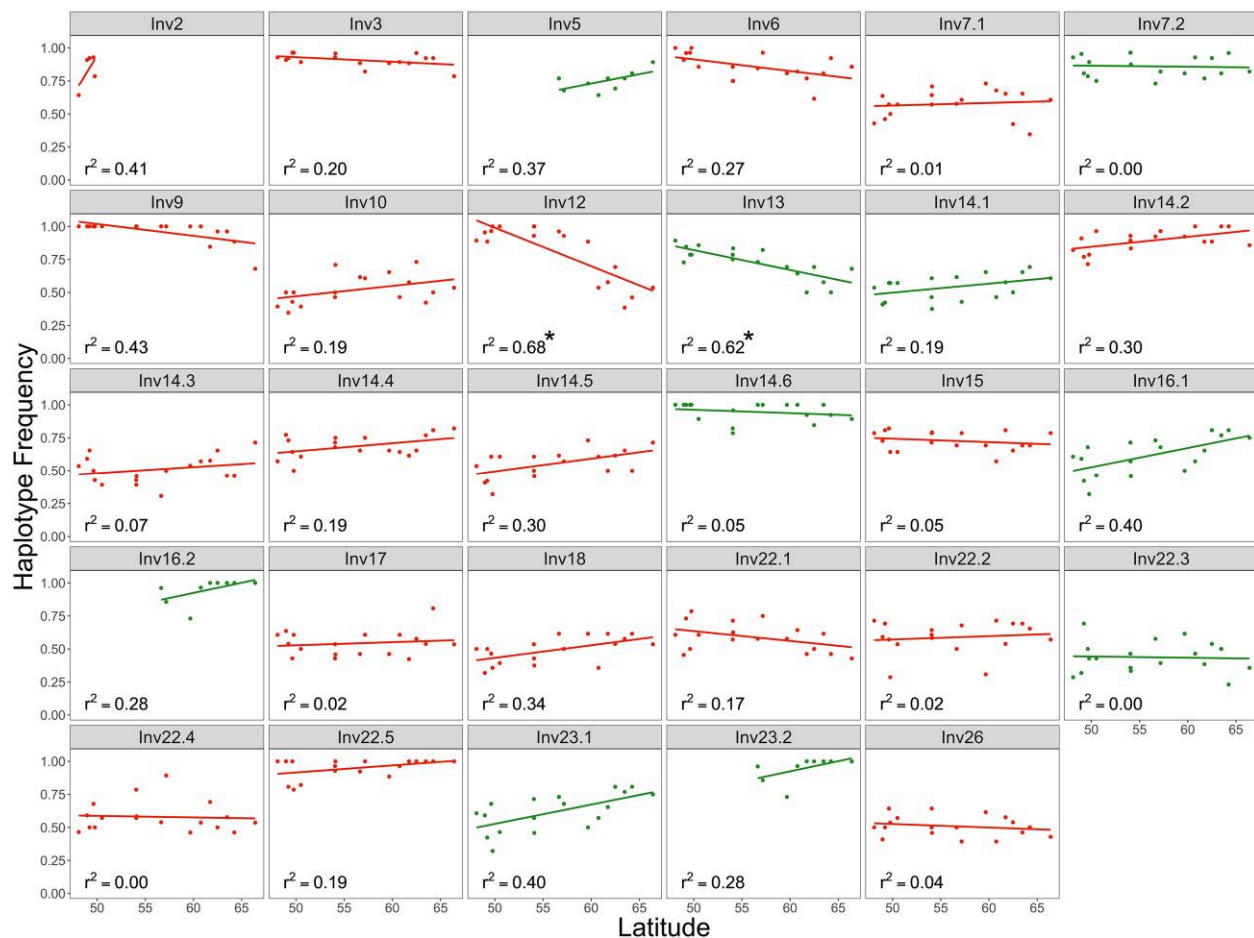 Inv2 Inv3 Inv5 Inv6 Inv7.1 Inv7.2
1.00
0.75
0.50
0.25
0.00
r² = 0.41 r² = 0.20 r² = 0.37 r² = 0.27 r² = 0.01 r² = 0.00
Inv9 Inv10 Inv12 Inv13 Inv14.1 Inv14.2
1.00
0.75
0.50
0.25
0.00
r² = 0.43 r² = 0.19 r² = 0.68* r² = 0.62* r² = 0.19 r² = 0.30
Haplotype Frequency
Inv14.3 Inv14.4 Inv14.5 Inv14.6 Inv15 Inv16.1
1.00
0.75
0.50
0.25
0.00
r² = 0.07 r² = 0.19 r² = 0.30 r² = 0.05 r² = 0.05 r² = 0.40
Inv16.2 Inv17 Inv18 Inv22.1 Inv22.2 Inv22.3
1.00
0.75
0.50
0.25
0.00
r² = 0.28 r² = 0.02 r² = 0.34 r² = 0.17 r² = 0.02 r² = 0.00
50 55 60 65
Inv22.4 Inv22.5 Inv23.1 Inv23.2 Inv26
1.00
0.75
0.50
0.25
0.00
r² = 0.00 r² = 0.19 r² = 0.40 r² = 0.28 r² = 0.04
50 55 60 65 50 55 60 65 50 55 60 65 50 55 60 65 50 55 60 65
Latitude